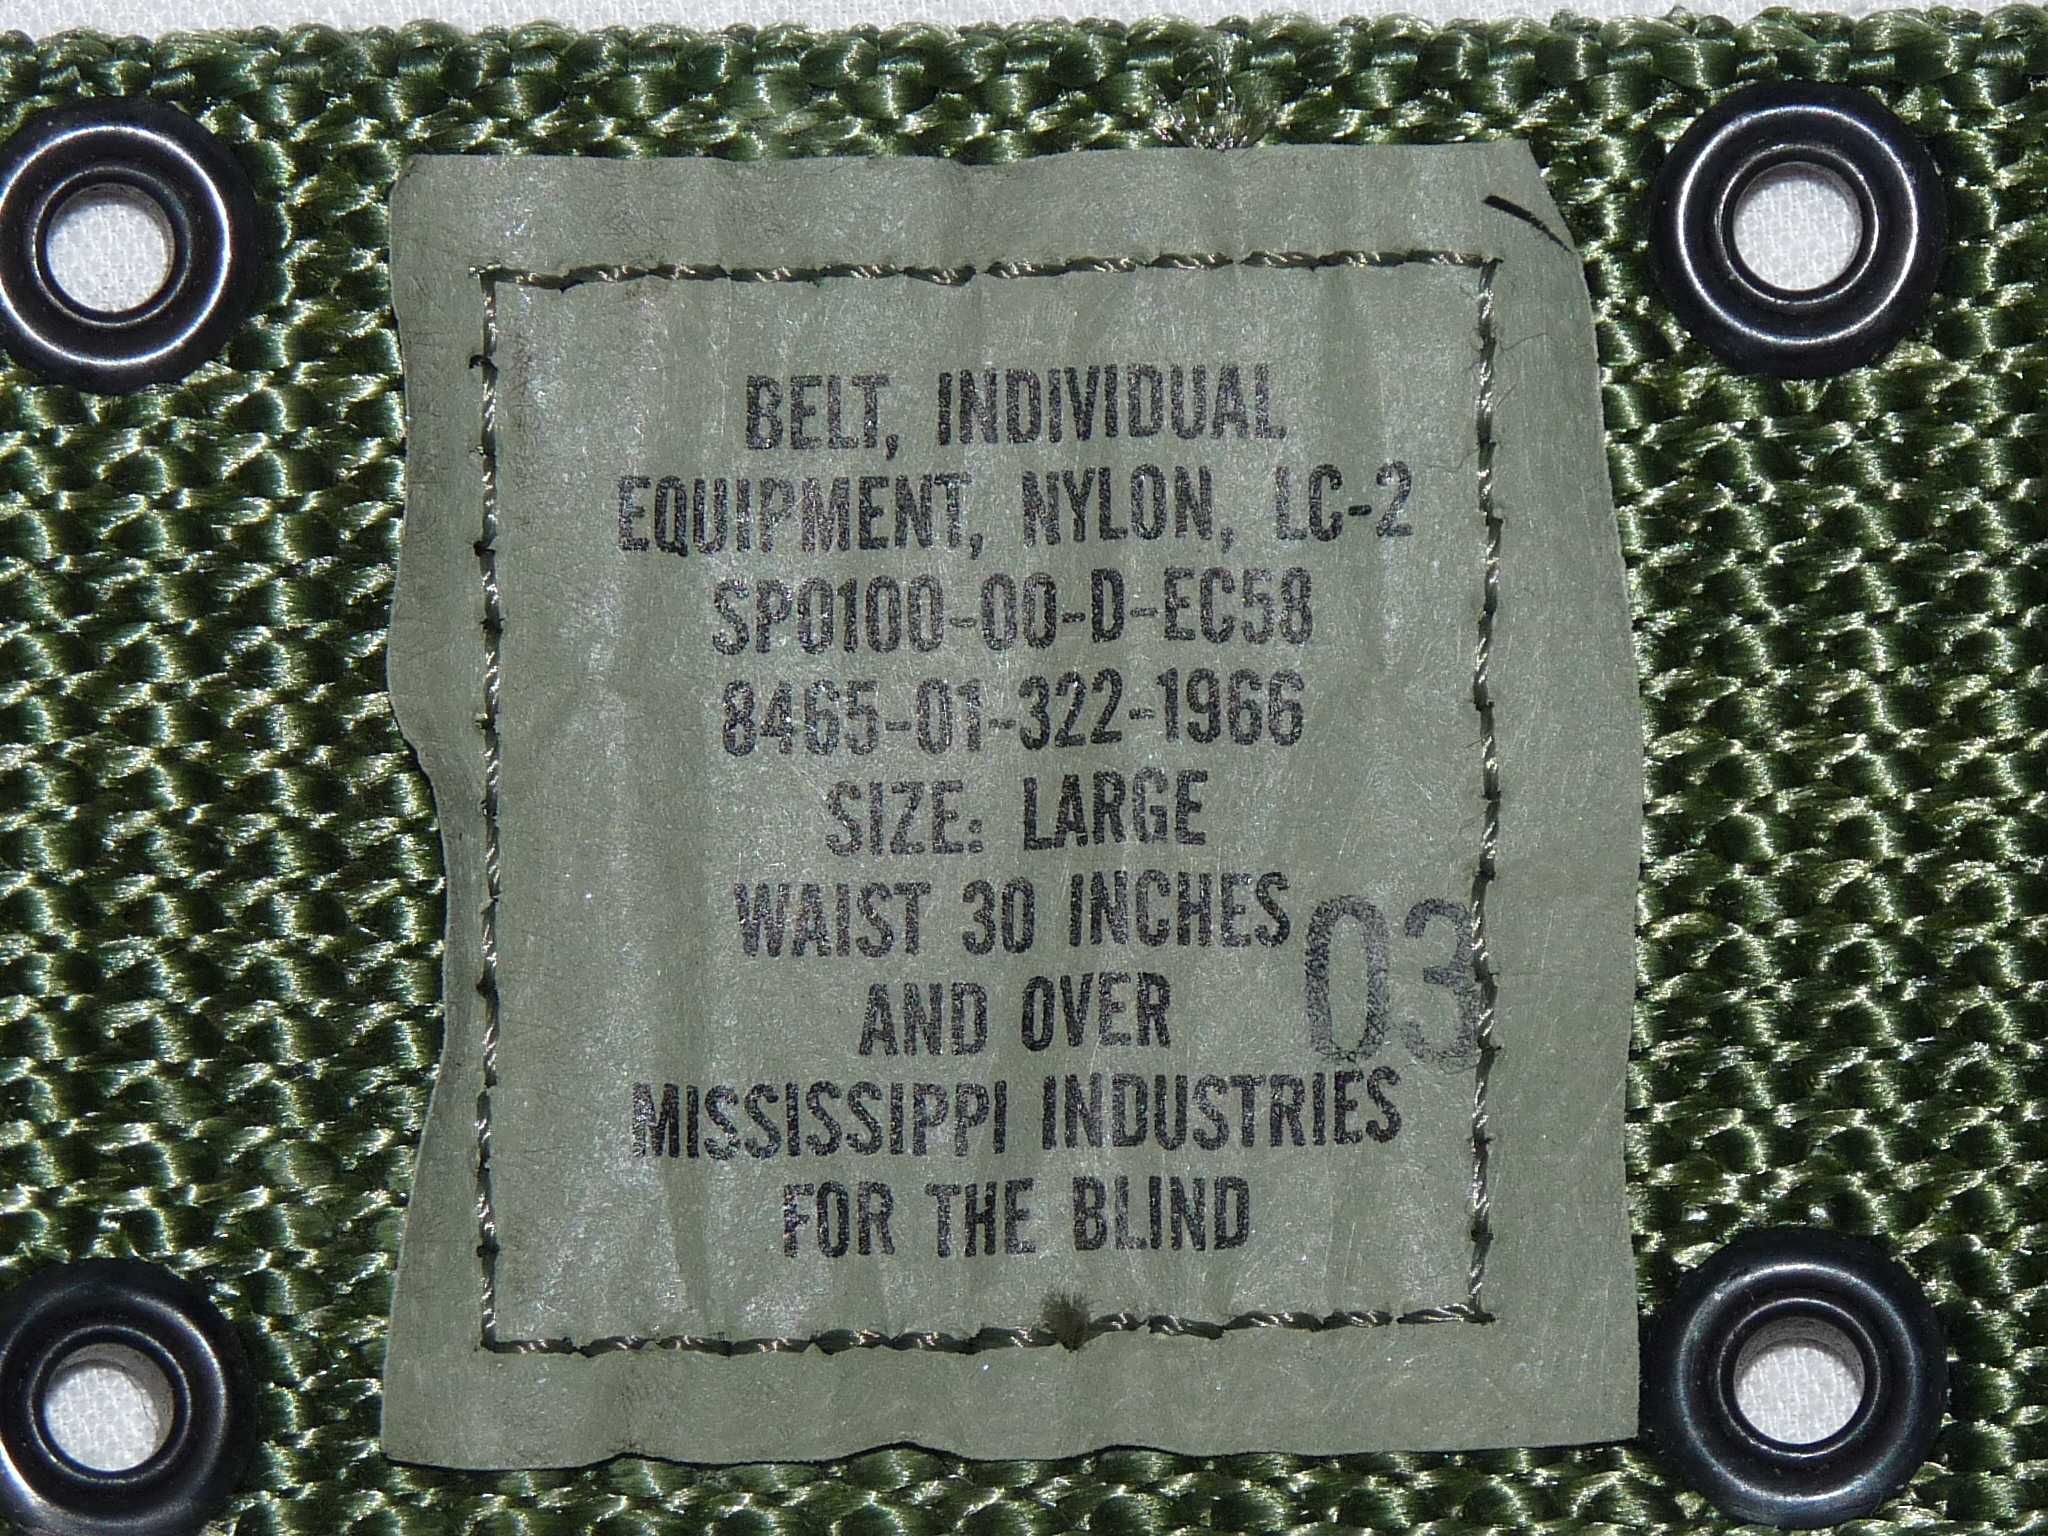 BELT, INDIVIDUAL
EQUIPMENT, NYLON, LC-2
SPO100-00-D-EC58
8465-01-322-1966
SIZE: LARGE
WAIST 30 INCHES
AND OVER
03
MISSISSIPPI INDUSTRIES
FOR THE BLIND